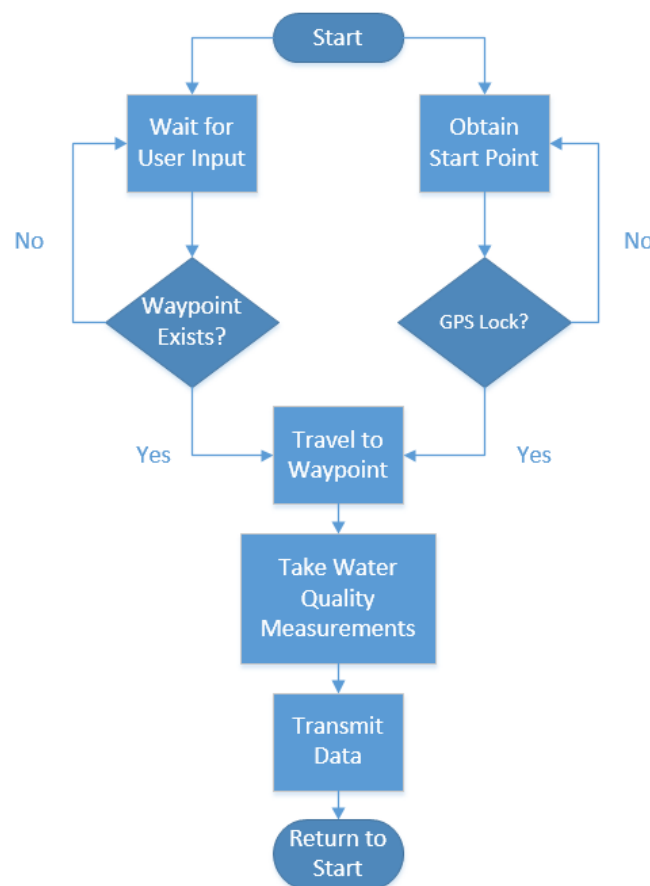 Start
Wait for
User Input
Obtain
Start Point
No
No
Waypoint
Exists?
GPS Lock?
Yes
Travel to
Waypoint
Yes
Take Water
Quality
Measurements
Transmit
Data
Return to
Start